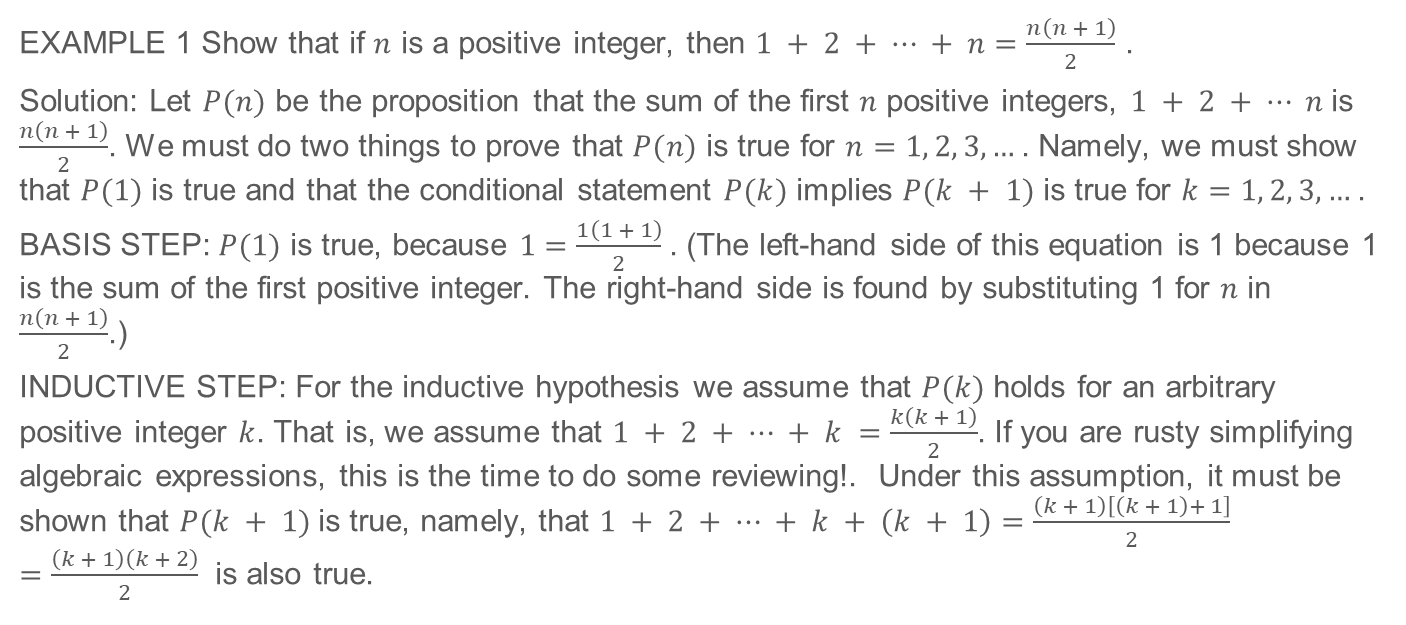 EXAMPLE 1 Show that if n is a positive integer, then 1 + 2 + ⋯ + n = n(n + 1)/2 .
Solution: Let P(n) be the proposition that the sum of the first n positive integers, 1 + 2 + ⋯ n is
n(n + 1)/2. We must do two things to prove that P(n) is true for n = 1, 2, 3, … . Namely, we must show
that P(1) is true and that the conditional statement P(k) implies P(k + 1) is true for k = 1, 2, 3, … .
BASIS STEP: P(1) is true, because 1 = 1(1 + 1)/2 . (The left-hand side of this equation is 1 because 1
is the sum of the first positive integer. The right-hand side is found by substituting 1 for n in
n(n + 1)/2.)
INDUCTIVE STEP: For the inductive hypothesis we assume that P(k) holds for an arbitrary
positive integer k. That is, we assume that 1 + 2 + ⋯ + k = k(k + 1)/2. If you are rusty simplifying
algebraic expressions, this is the time to do some reviewing!. Under this assumption, it must be
shown that P(k + 1) is true, namely, that 1 + 2 + ⋯ + k + (k + 1) = (k + 1)[(k + 1)+ 1]/2
= (k + 1)(k + 2)/2 is also true.